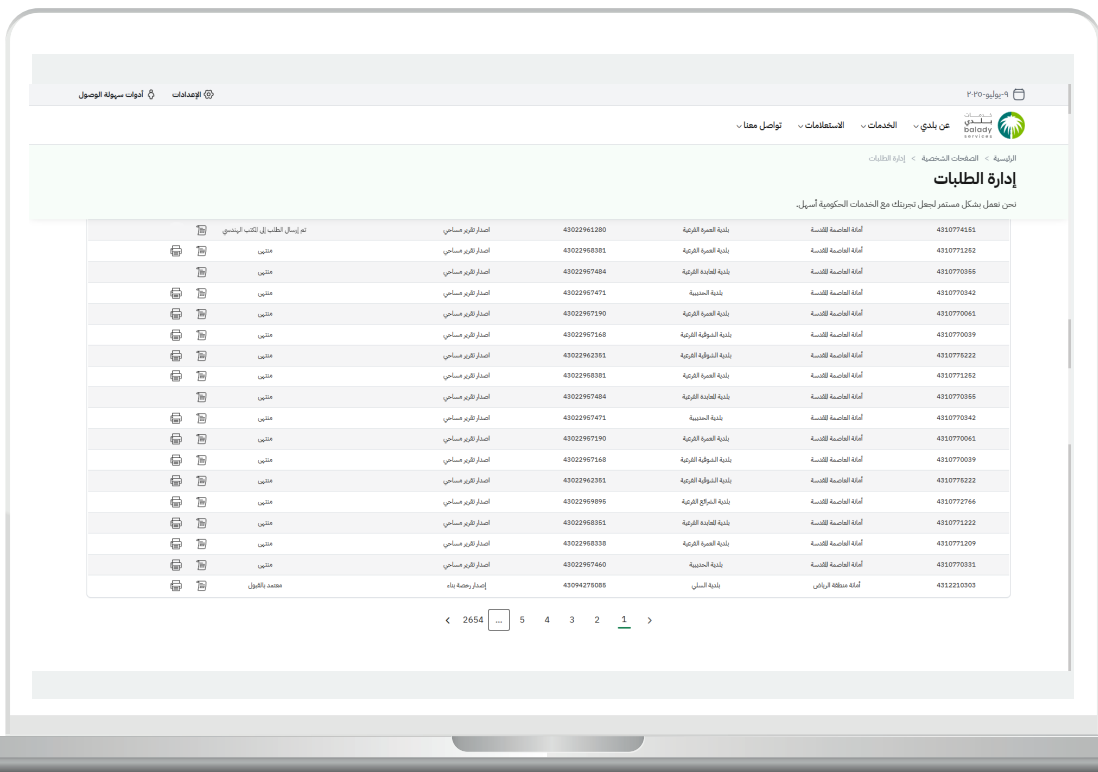 ٩-يوليو-٢٠٢٥ الإعدادات أدوات سهولة الوصول
خدمات
بلدي
balady
services
عن بلدي الخدمات الاستعلامات تواصل معنا
الرئيسية > الصفحات الشخصية > إدارة الطلبات
إدارة الطلبات
نحن نعمل بشكل مستمر لجعل تجربتك مع الخدمات الحكومية أسهل.
4310774151 أمانة العاصمة المقدسة بلدية العمرة الفرعية 43022961280 اصدار تقرير مساحي تم إرسال الطلب إلى المكتب الهندسي
4310771252 أمانة العاصمة المقدسة بلدية العمرة الفرعية 43022958381 اصدار تقرير مساحي منتهي
4310770355 أمانة العاصمة المقدسة بلدية المعابدة الفرعية 43022957484 اصدار تقرير مساحي منتهي
4310770342 أمانة العاصمة المقدسة بلدية الحديبية 43022957471 اصدار تقرير مساحي منتهي
4310770061 أمانة العاصمة المقدسة بلدية العمرة الفرعية 43022957190 اصدار تقرير مساحي منتهي
4310770039 أمانة العاصمة المقدسة بلدية الشوقية الفرعية 43022957168 اصدار تقرير مساحي منتهي
4310775222 أمانة العاصمة المقدسة بلدية الشوقية الفرعية 43022962351 اصدار تقرير مساحي منتهي
4310771252 أمانة العاصمة المقدسة بلدية العمرة الفرعية 43022958381 اصدار تقرير مساحي منتهي
4310770355 أمانة العاصمة المقدسة بلدية المعابدة الفرعية 43022957484 اصدار تقرير مساحي منتهي
4310770342 أمانة العاصمة المقدسة بلدية الحديبية 43022957471 اصدار تقرير مساحي منتهي
4310770061 أمانة العاصمة المقدسة بلدية العمرة الفرعية 43022957190 اصدار تقرير مساحي منتهي
4310770039 أمانة العاصمة المقدسة بلدية الشوقية الفرعية 43022957168 اصدار تقرير مساحي منتهي
4310775222 أمانة العاصمة المقدسة بلدية الشوقية الفرعية 43022962351 اصدار تقرير مساحي منتهي
4310772766 أمانة العاصمة المقدسة بلدية الشرائع الفرعية 43022959895 اصدار تقرير مساحي منتهي
4310771222 أمانة العاصمة المقدسة بلدية المعابدة الفرعية 43022958351 اصدار تقرير مساحي منتهي
4310771209 أمانة العاصمة المقدسة بلدية العمرة الفرعية 43022958338 اصدار تقرير مساحي منتهي
4310770331 أمانة العاصمة المقدسة بلدية الحديبية 43022957460 اصدار تقرير مساحي منتهي
4312210303 أمانة منطقة الرياض بلدية السلي 43094275085 إصدار رخصة بناء معتمد بالقبول
1 2 3 4 5 ... 2654